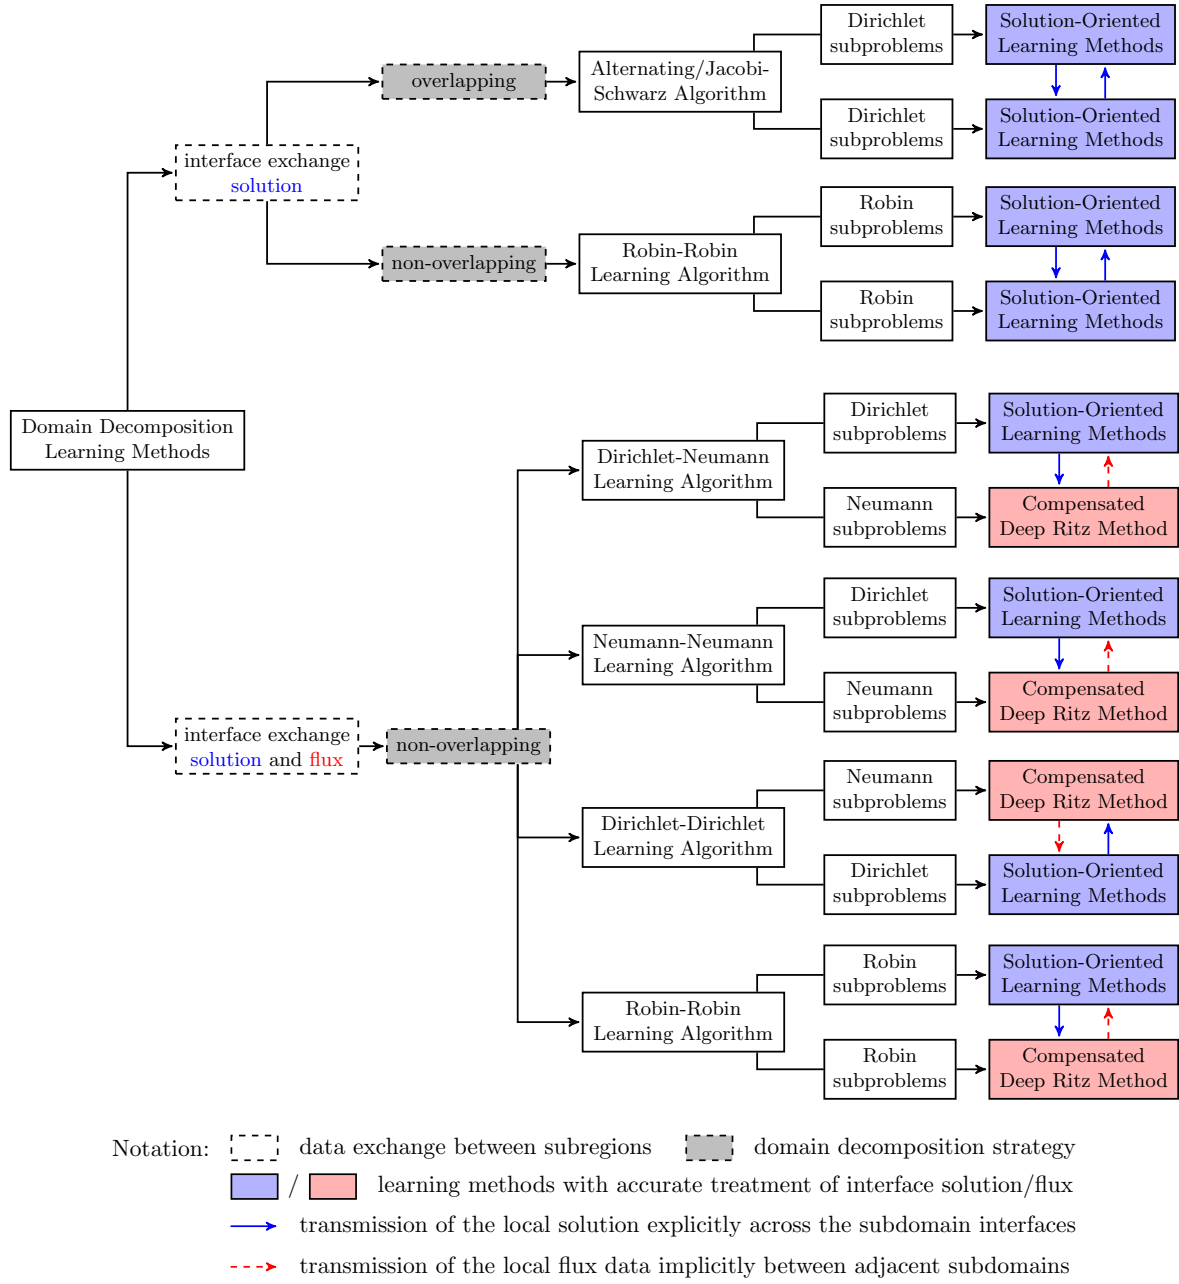 Dirichlet
subproblems
Solution-Oriented
Learning Methods
overlapping
Alternating/Jacobi-
Schwarz Algorithm
Dirichlet
subproblems
Solution-Oriented
Learning Methods
interface exchange
solution
Robin
subproblems
Solution-Oriented
Learning Methods
non-overlapping
Robin-Robin
Learning Algorithm
Robin
subproblems
Solution-Oriented
Learning Methods
Domain Decomposition
Learning Methods
Dirichlet
subproblems
Solution-Oriented
Learning Methods
Dirichlet-Neumann
Learning Algorithm
Neumann
subproblems
Compensated
Deep Ritz Method
Dirichlet
subproblems
Solution-Oriented
Learning Methods
Neumann-Neumann
Learning Algorithm
Neumann
subproblems
Compensated
Deep Ritz Method
interface exchange
solution and flux
non-overlapping
Neumann
subproblems
Compensated
Deep Ritz Method
Dirichlet-Dirichlet
Learning Algorithm
Dirichlet
subproblems
Solution-Oriented
Learning Methods
Robin
subproblems
Solution-Oriented
Learning Methods
Robin-Robin
Learning Algorithm
Robin
subproblems
Compensated
Deep Ritz Method
Notation: data exchange between subregions domain decomposition strategy
/ learning methods with accurate treatment of interface solution/flux
transmission of the local solution explicitly across the subdomain interfaces
transmission of the local flux data implicitly between adjacent subdomains